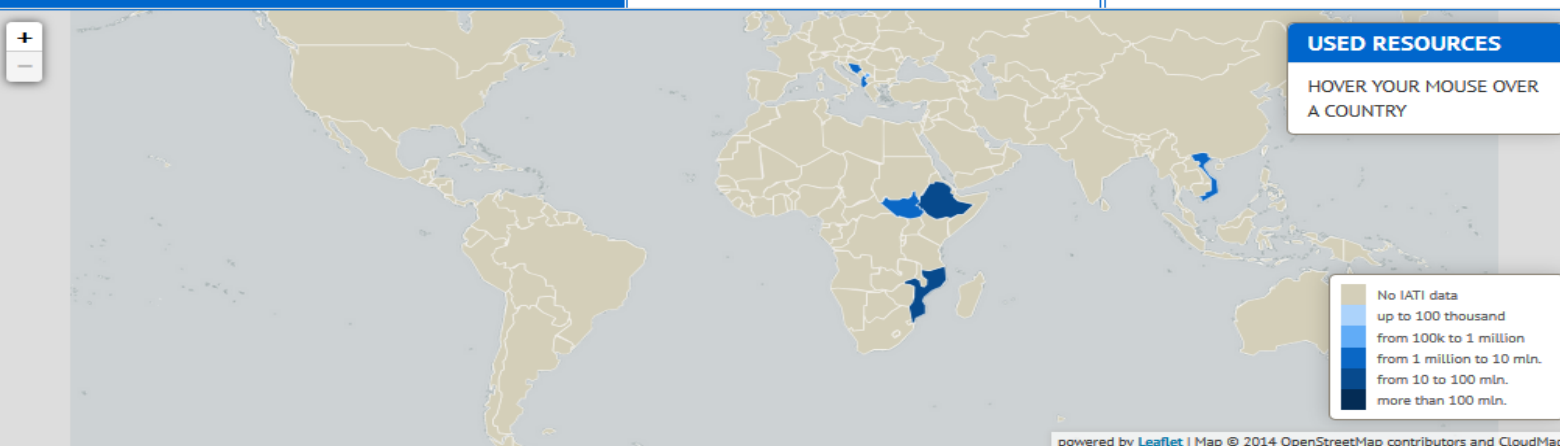 +
−
USED RESOURCES
HOVER YOUR MOUSE OVER
A COUNTRY
No IATI data
up to 100 thousand
from 100k to 1 million
from 1 million to 10 mln.
from 10 to 100 mln.
more than 100 mln.
powered by Leaflet | Map © 2014 OpenStreetMap contributors and CloudMa